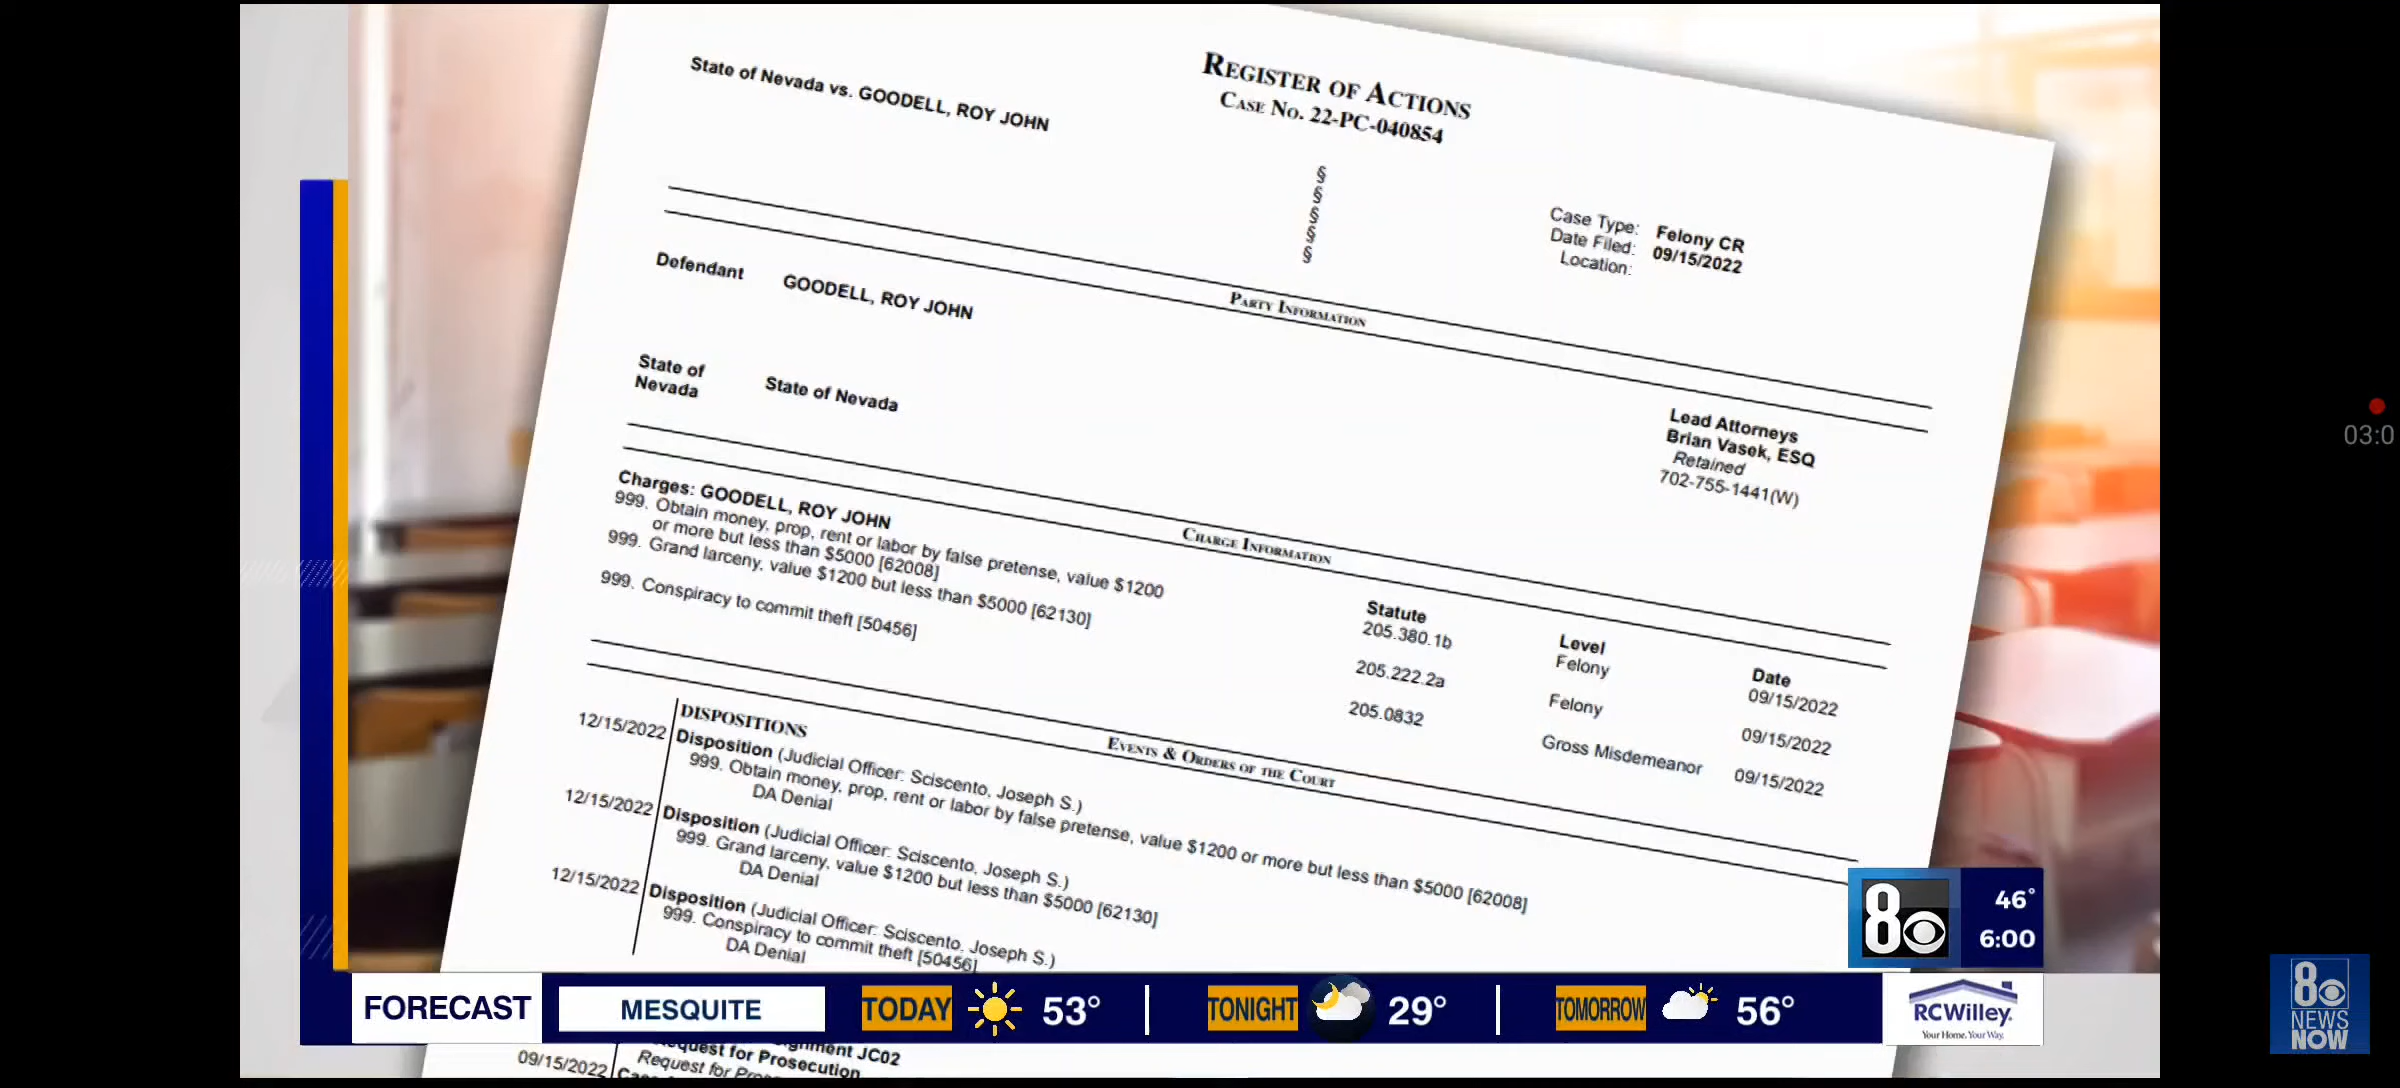 REGISTER OF ACTIONS
CASE NO. 22-PC-040854
State of Nevada vs. GOODELL, ROY JOHN
§
§
§
§
§
Case Type: Felony CR
Date Filed: 09/15/2022
Location:
PARTY INFORMATION
Defendant GOODELL, ROY JOHN
Lead Attorneys
Brian Vasek, ESQ
Retained
702-755-1441(W)
State of
Nevada
State of Nevada
CHARGE INFORMATION
Charges: GOODELL, ROY JOHN
Statute Level Date
999. Obtain money, prop, rent or labor by false pretense, value $1200
or more but less than $5000 [62008]
205.380.1b Felony 09/15/2022
999. Grand larceny, value $1200 but less than $5000 [62130]
205.222.2a Felony 09/15/2022
999. Conspiracy to commit theft [50456]
205.0832 Gross Misdemeanor 09/15/2022
EVENTS & ORDERS OF THE COURT
DISPOSITIONS
12/15/2022 Disposition (Judicial Officer: Sciscento, Joseph S.)
999. Obtain money, prop, rent or labor by false pretense, value $1200 or more but less than $5000 [62008]
DA Denial
12/15/2022 Disposition (Judicial Officer: Sciscento, Joseph S.)
999. Grand larceny, value $1200 but less than $5000 [62130]
DA Denial
12/15/2022 Disposition (Judicial Officer: Sciscento, Joseph S.)
999. Conspiracy to commit theft [50456]
DA Denial
03:0
8
46°
6:00
FORECAST MESQUITE TODAY 53° TONIGHT 29° TOMORROW 56°
RCWilley
Your Home. Your Way.
8
NEWS
NOW
JC02
Request for Prosecution
09/15/2022 Request for